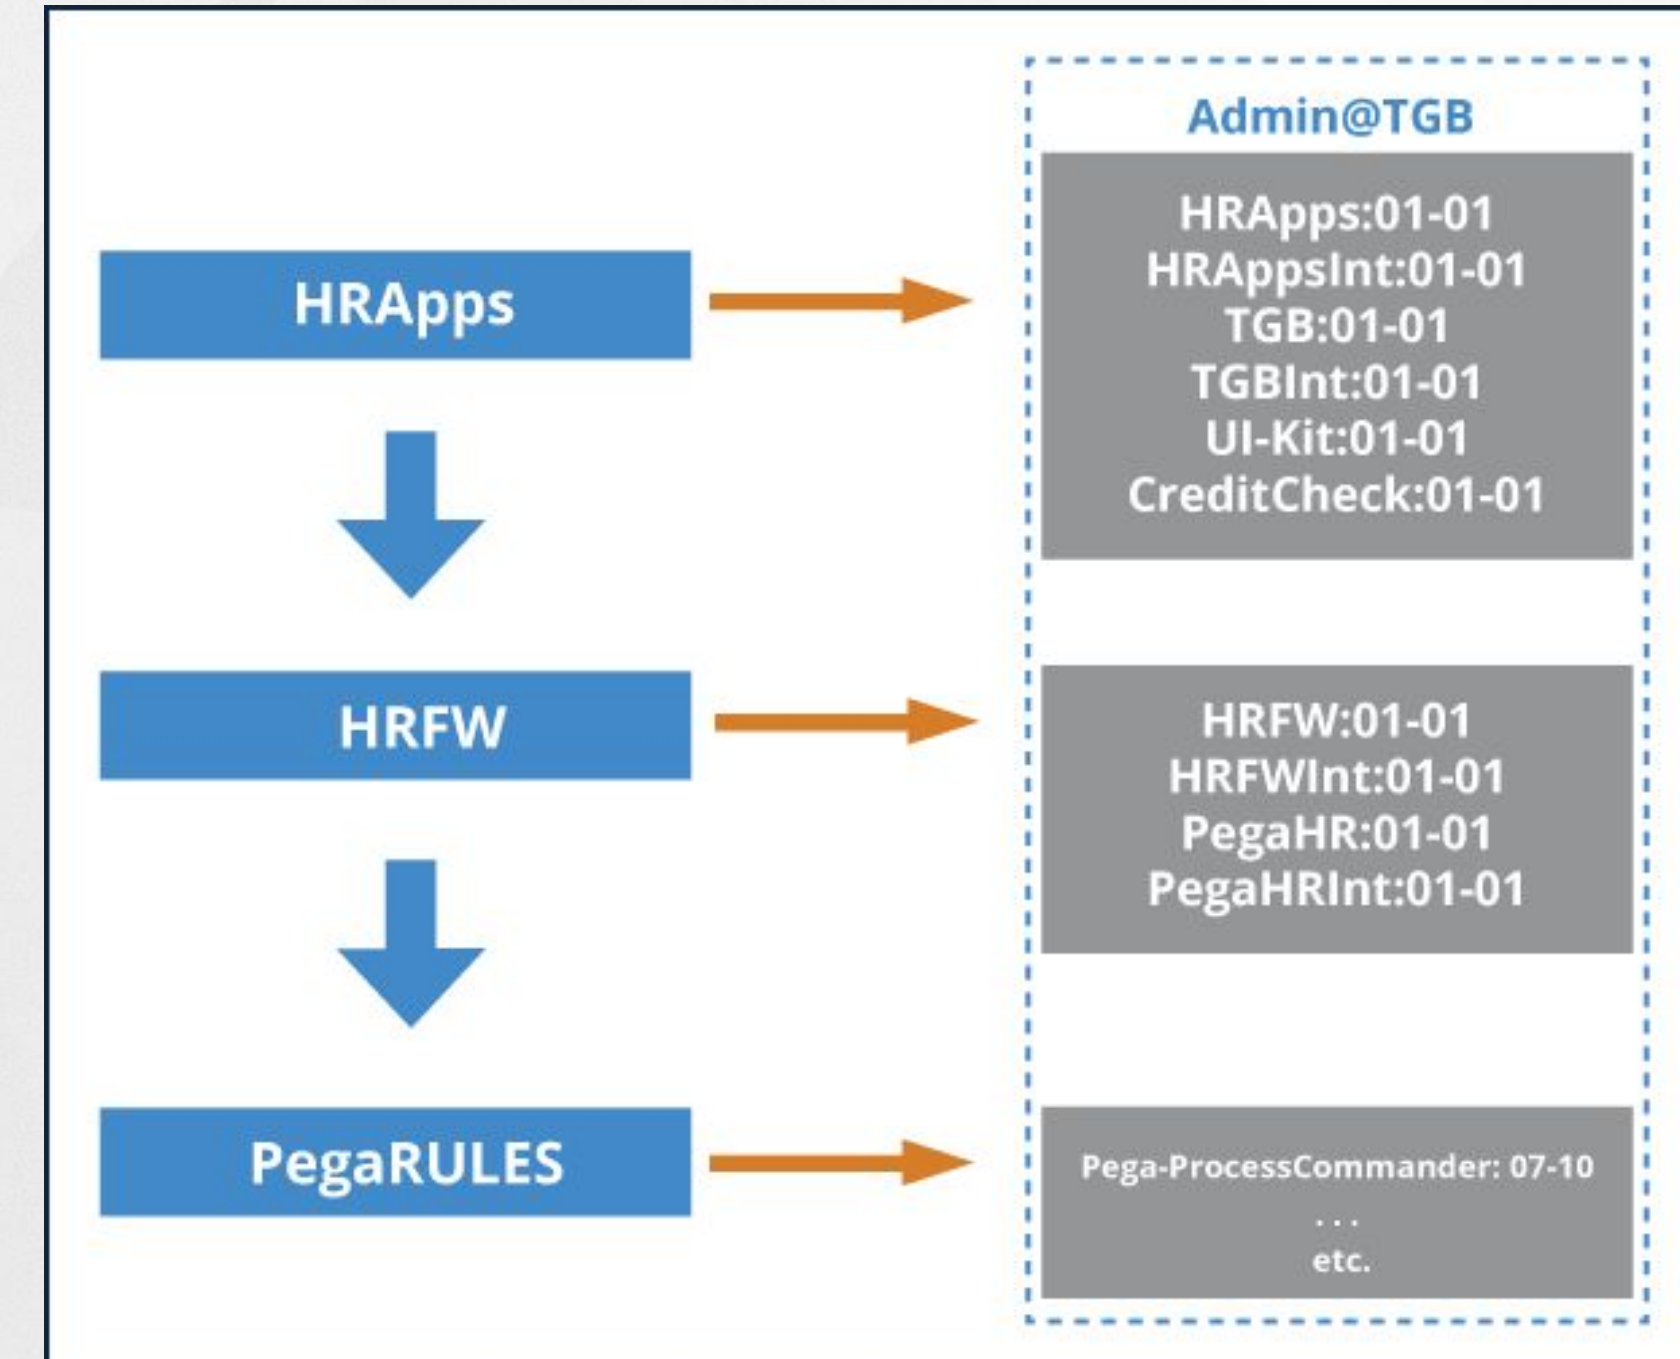 Admin@TGB
HRApps
HRApps:01-01
HRAppsInt:01-01
TGB:01-01
TGBInt:01-01
UI-Kit:01-01
CreditCheck:01-01
HRFW
HRFW:01-01
HRFWInt:01-01
PegaHR:01-01
PegaHRInt:01-01
PegaRULES
Pega-ProcessCommander: 07-10
...
etc.